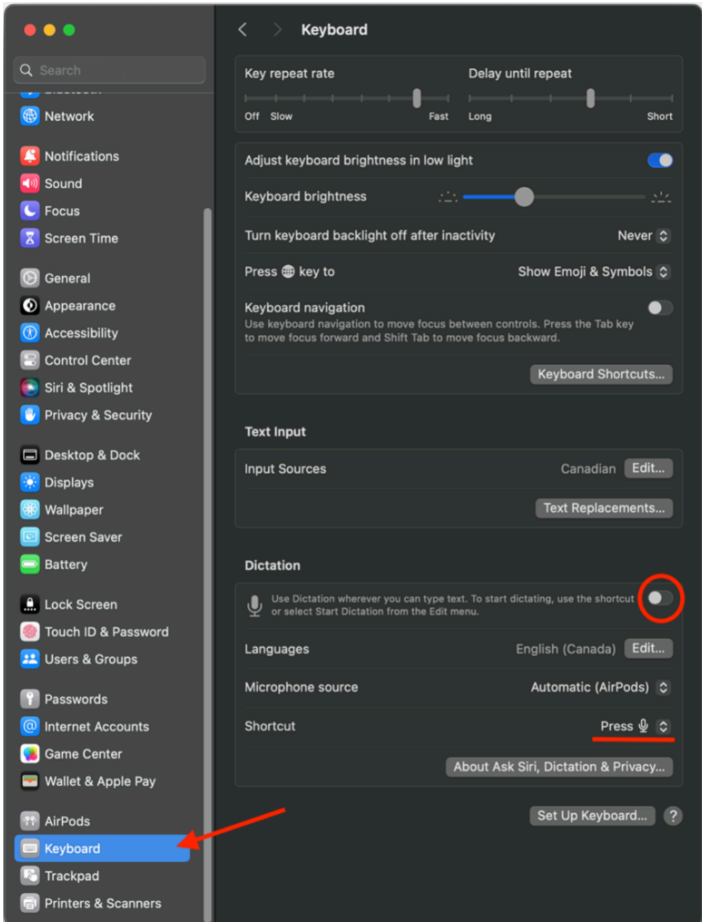 Keyboard
Search
Network
Notifications
Sound
Focus
Screen Time
General
Appearance
Accessibility
Control Center
Siri & Spotlight
Privacy & Security
Desktop & Dock
Displays
Wallpaper
Screen Saver
Battery
Lock Screen
Touch ID & Password
Users & Groups
Passwords
Internet Accounts
Game Center
Wallet & Apple Pay
AirPods
Keyboard
Trackpad
Printers & Scanners
Key repeat rate Delay until repeat
Off Slow Fast Long Short
Adjust keyboard brightness in low light
Keyboard brightness
Turn keyboard backlight off after inactivity Never
Press key to Show Emoji & Symbols
Keyboard navigation
Use keyboard navigation to move focus between controls. Press the Tab key
to move focus forward and Shift Tab to move focus backward.
Keyboard Shortcuts...
Text Input
Input Sources Canadian Edit...
Text Replacements...
Dictation
Use Dictation wherever you can type text. To start dictating, use the shortcut
or select Start Dictation from the Edit menu.
Languages English (Canada) Edit...
Microphone source Automatic (AirPods)
Shortcut Press
About Ask Siri, Dictation & Privacy...
Set Up Keyboard... ?